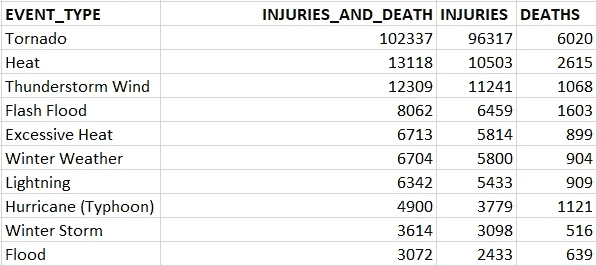 EVENT_TYPE INJURIES_AND_DEATH INJURIES DEATHS
Tornado 102337 96317 6020
Heat 13118 10503 2615
Thunderstorm Wind 12309 11241 1068
Flash Flood 8062 6459 1603
Excessive Heat 6713 5814 899
Winter Weather 6704 5800 904
Lightning 6342 5433 909
Hurricane (Typhoon) 4900 3779 1121
Winter Storm 3614 3098 516
Flood 3072 2433 639